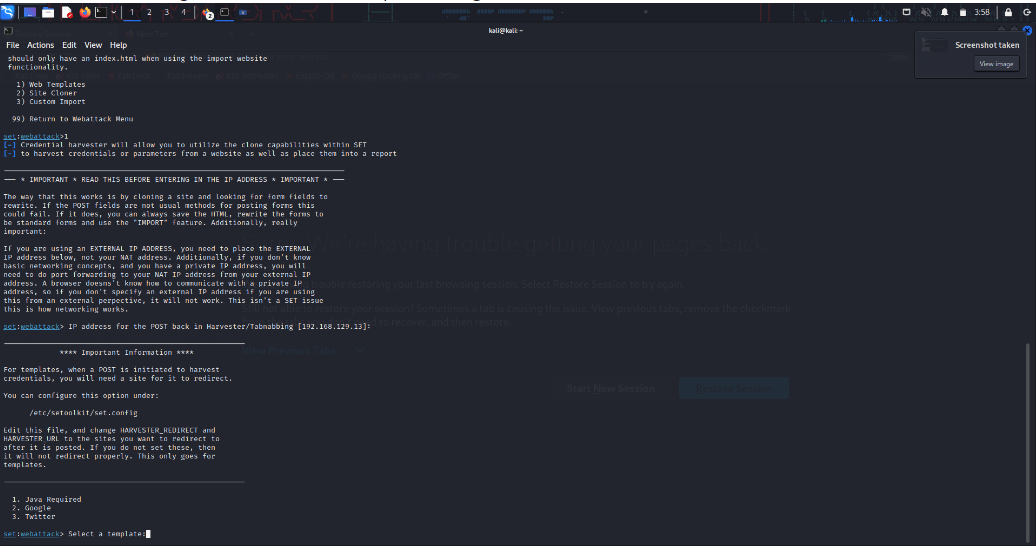 1 2 3 4
2
3:58
kali@kali: ~
File Actions Edit View Help
Screenshot taken
View image
should only have an index.html when using the import website
functionality.
1) Web Templates
2) Site Cloner
3) Custom Import
99) Return to Webattack Menu
set:webattack>1
[-] Credential harvester will allow you to utilize the clone capabilities within SET
[-] to harvest credentials or parameters from a website as well as place them into a report
--- * IMPORTANT * READ THIS BEFORE ENTERING IN THE IP ADDRESS * IMPORTANT * ---
The way that this works is by cloning a site and looking for form fields to
rewrite. If the POST fields are not usual methods for posting forms this
could fail. If it does, you can always save the HTML, rewrite the forms to
be standard forms and use the "IMPORT" feature. Additionally, really
important:
If you are using an EXTERNAL IP ADDRESS, you need to place the EXTERNAL
IP address below, not your NAT address. Additionally, if you don't know
basic networking concepts, and you have a private IP address, you will
need to do port forwarding to your NAT IP address from your external IP
address. A browser doesns't know how to communicate with a private IP
address, so if you don't specify an external IP address if you are using
this from an external perpective, it will not work. This isn't a SET issue
this is how networking works.
set:webattack> IP address for the POST back in Harvester/Tabnabbing [192.168.129.13]:
**** Important Information ****
For templates, when a POST is initiated to harvest
credentials, you will need a site for it to redirect.
You can configure this option under:
/etc/setoolkit/set.config
Edit this file, and change HARVESTER_REDIRECT and
HARVESTER_URL to the sites you want to redirect to
after it is posted. If you do not set these, then
it will not redirect properly. This only goes for
templates.
1. Java Required
2. Google
3. Twitter
set:webattack> Select a template:
Start New Session